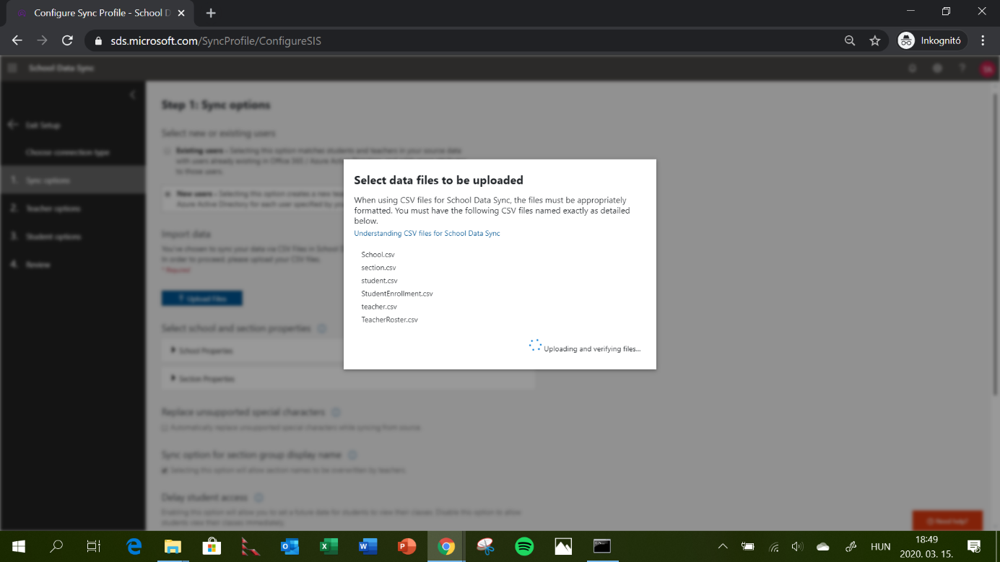 Configure Sync Profile - School D
sds.microsoft.com/SyncProfile/ConfigureSIS
Inkognitó
School Data Sync
Exit Setup
Choose connection type
1. Sync options
2. Teacher options
3. Student options
4. Review
Step 1: Sync options
Select new or existing users
Existing users - Selecting this option matches students and teachers in your source data
with users already existing in Office 365 / Azure Active
to those users.
New users - Selecting this option creates a new
Azure Active Directory for each user specified by
Import data
You've chosen to sync your data via CSV Files in School
In order to proceed, please upload your CSV files.
* Required
Upload Files
Select school and section properties
School Properties
Section Properties
Replace unsupported special characters
Automatically replace unsupported special characters while syncing from source.
Sync option for section group display name
Selecting this option will allow section names to be overwritten by teachers.
Delay student access
Enabling this option will allow you to set a future date for students to view their classes. Disable this option to allow
students view their classes immediately.
Need help?
Select data files to be uploaded
When using CSV files for School Data Sync, the files must be appropriately
formatted. You must have the following CSV files named exactly as detailed
below.
Understanding CSV files for School Data Sync
School.csv
section.csv
student.csv
StudentEnrollment.csv
teacher.csv
TeacherRoster.csv
Uploading and verifying files...
HUN
18:49
2020. 03. 15.